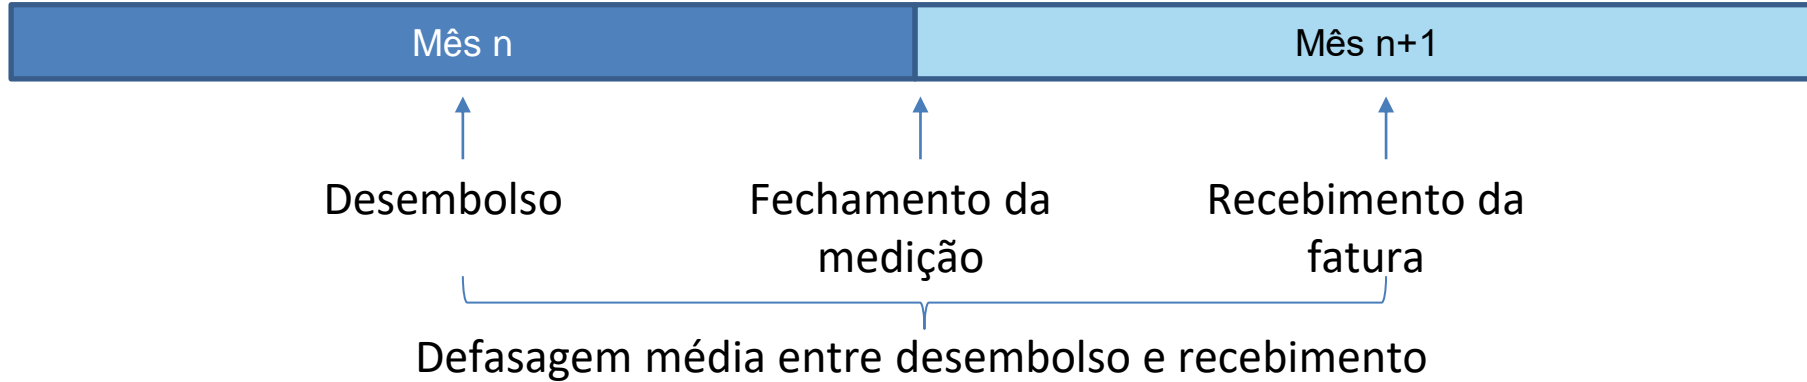 Mês n
Mês n+1
Desembolso
Fechamento da
medição
Recebimento da
fatura
Defasagem média entre desembolso e recebimento